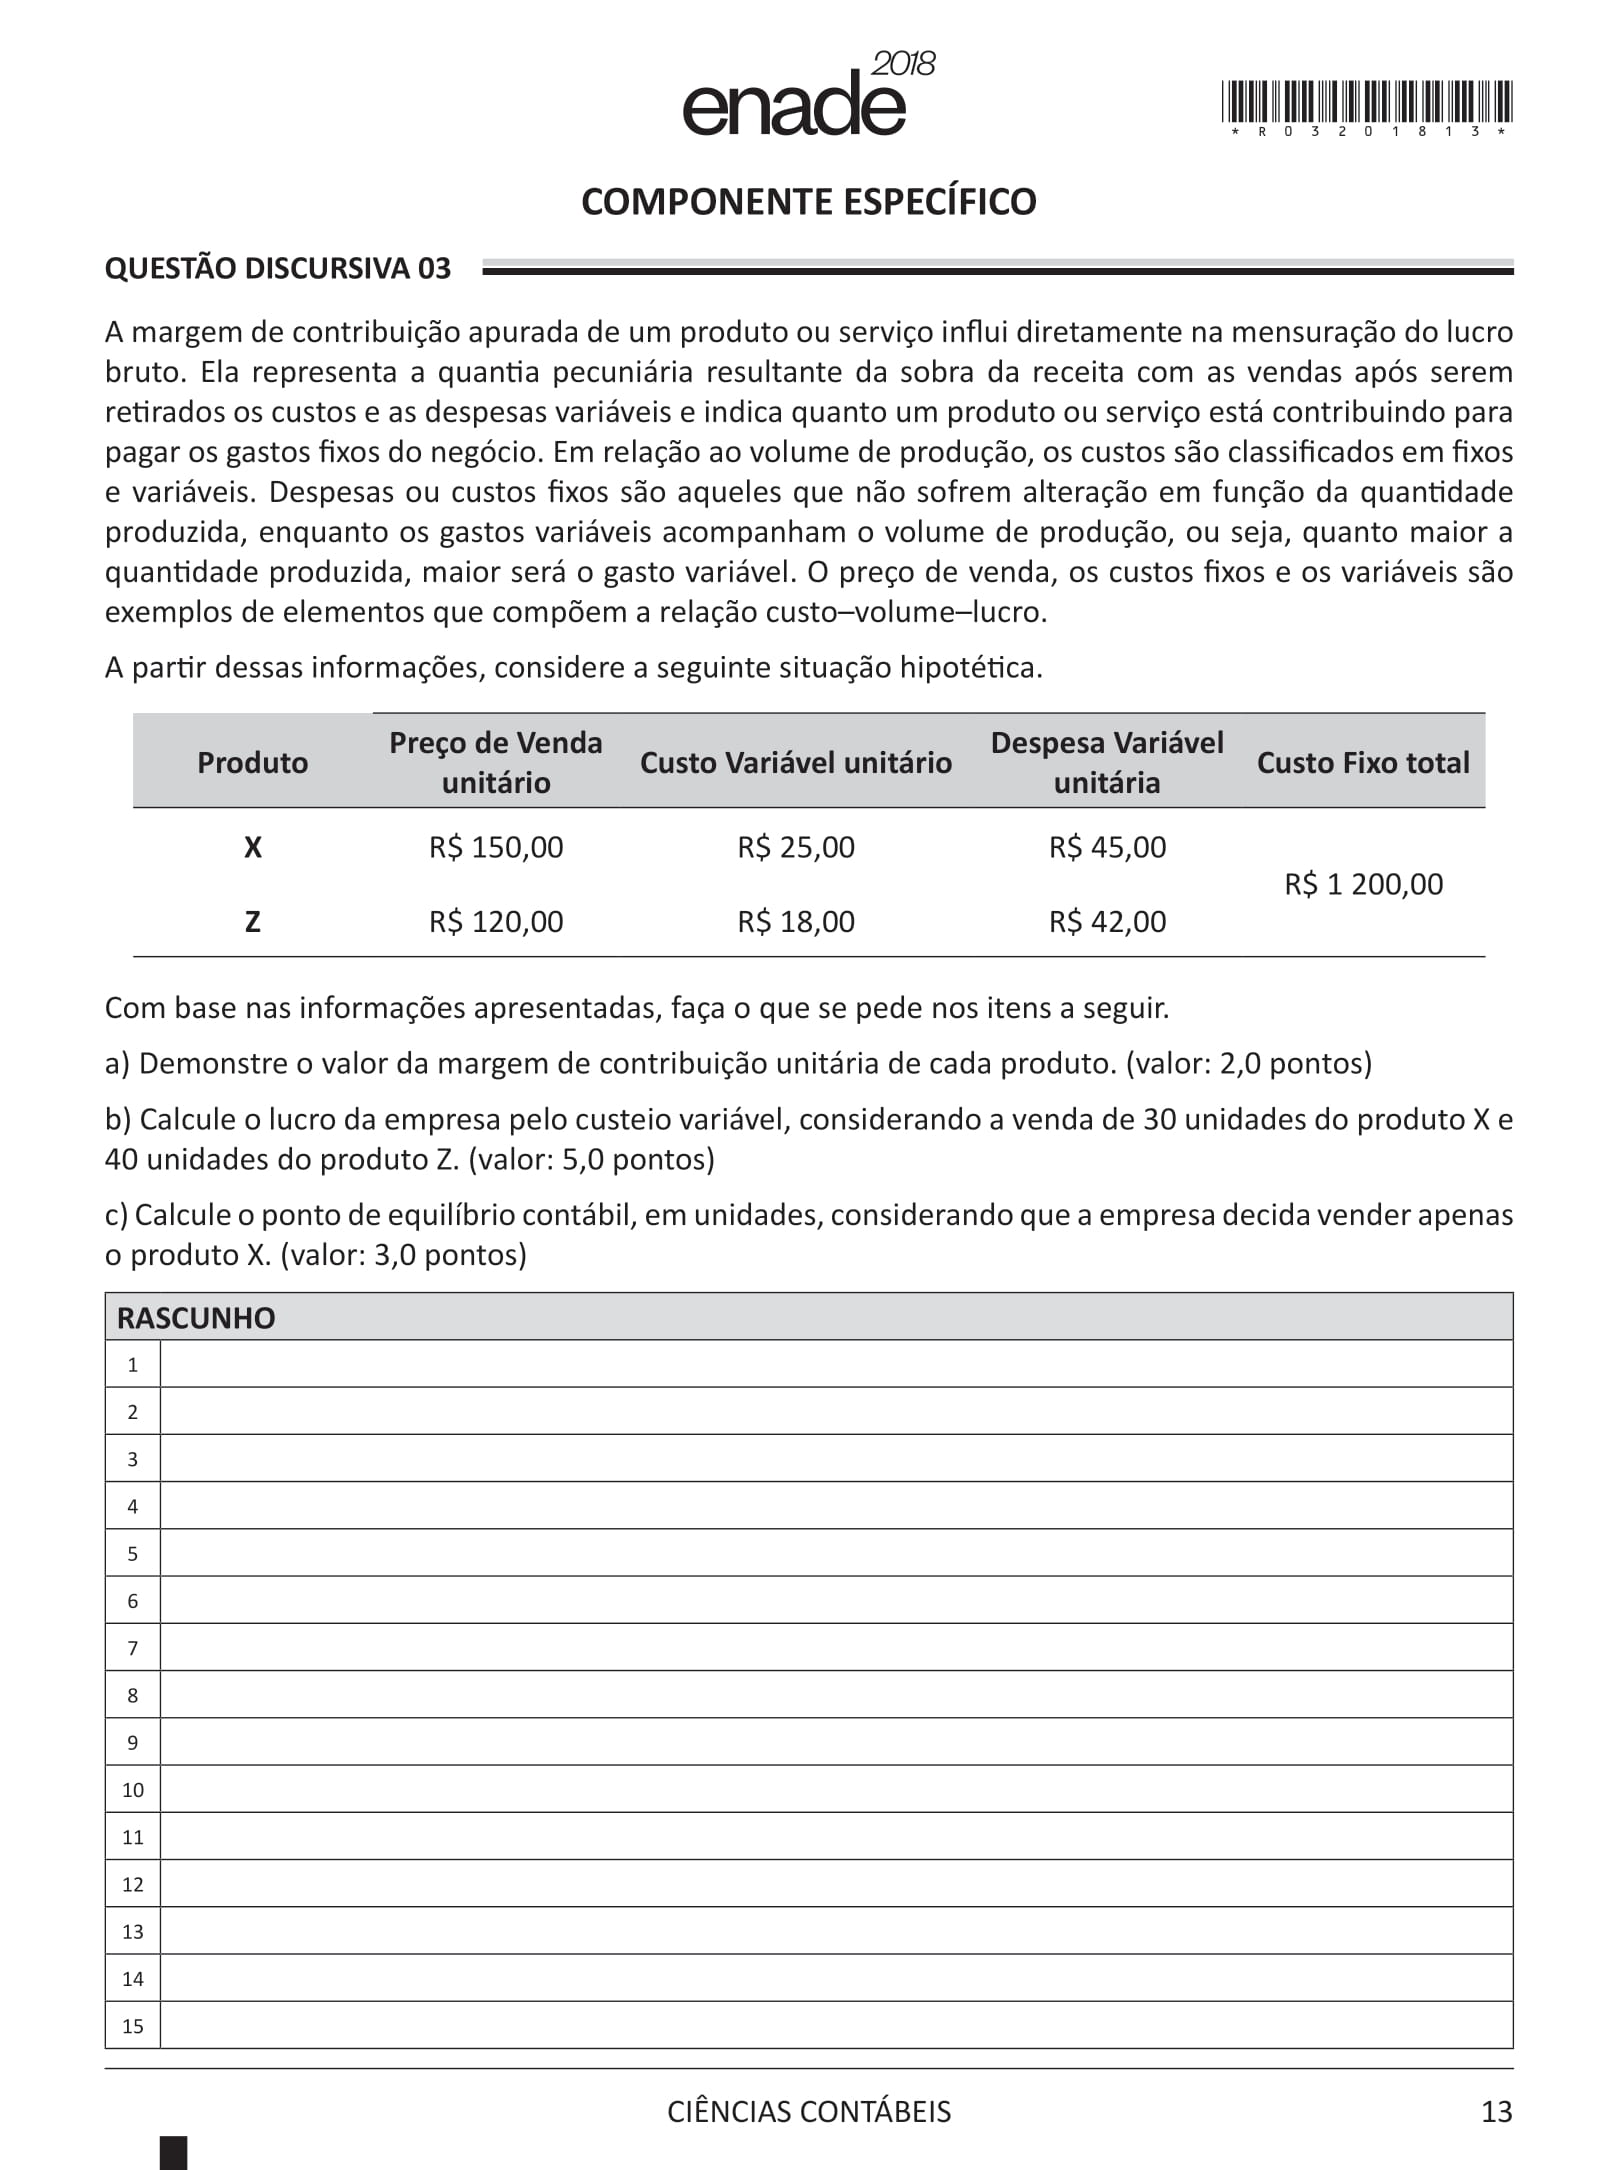 2018
enade
* R 0 3 2 0 1 8 1 3 *
COMPONENTE ESPECÍFICO
QUESTÃO DISCURSIVA 03
A margem de contribuição apurada de um produto ou serviço influi diretamente na mensuração do lucro
bruto. Ela representa a quantia pecuniária resultante da sobra da receita com as vendas após serem
retirados os custos e as despesas variáveis e indica quanto um produto ou serviço está contribuindo para
pagar os gastos fixos do negócio. Em relação ao volume de produção, os custos são classificados em fixos
e variáveis. Despesas ou custos fixos são aqueles que não sofrem alteração em função da quantidade
produzida, enquanto os gastos variáveis acompanham o volume de produção, ou seja, quanto maior a
quantidade produzida, maior será o gasto variável. O preço de venda, os custos fixos e os variáveis são
exemplos de elementos que compõem a relação custo–volume–lucro.
A partir dessas informações, considere a seguinte situação hipotética.
Produto Preço de Venda unitário Custo Variável unitário Despesa Variável unitária Custo Fixo total
X R$ 150,00 R$ 25,00 R$ 45,00
R$ 1 200,00
Z R$ 120,00 R$ 18,00 R$ 42,00
Com base nas informações apresentadas, faça o que se pede nos itens a seguir.
a) Demonstre o valor da margem de contribuição unitária de cada produto. (valor: 2,0 pontos)
b) Calcule o lucro da empresa pelo custeio variável, considerando a venda de 30 unidades do produto X e
40 unidades do produto Z. (valor: 5,0 pontos)
c) Calcule o ponto de equilíbrio contábil, em unidades, considerando que a empresa decida vender apenas
o produto X. (valor: 3,0 pontos)
RASCUNHO
1
2
3
4
5
6
7
8
9
10
11
12
13
14
15
CIÊNCIAS CONTÁBEIS 13